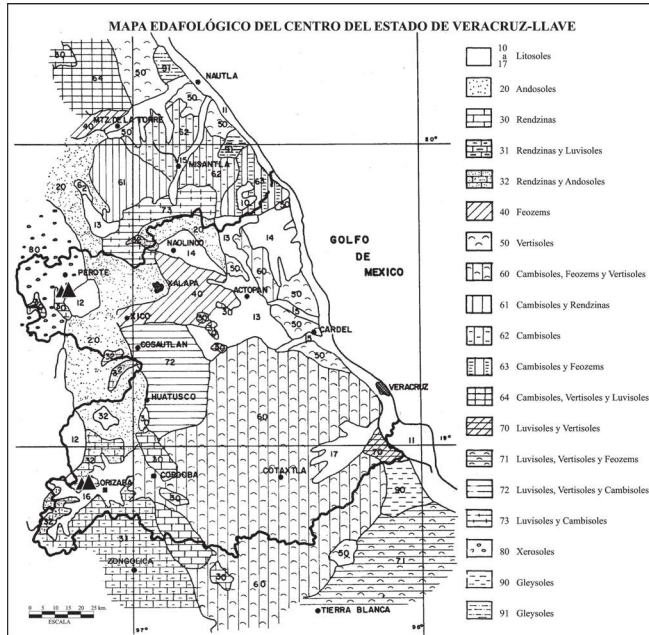 MAPA EDAFOLÓGICO DEL CENTRO DEL ESTADO DE VERACRUZ-LLAVE
NAUTLA
MTZ. DE LA TORRE
MISANTLA
NAOLINCO
PEROTE
XALAPA
ACTOPAN
XICO
CARDEL
COSAUTLAN
HUATUSCO
VERACRUZ
CORDOBA
COTAXTLA
ORIZABA
ZONGOLICA
TIERRA BLANCA
GOLFO
DE
MEXICO
20°
19°
97°
96°
0 5 10 15 20 25 km.
ESCALA
10
a
17
Litosoles
20 Andosoles
30 Rendzinas
31 Rendzinas y Luvisoles
32 Rendzinas y Andosoles
40 Feozems
50 Vertisoles
60 Cambisoles, Feozems y Vertisoles
61 Cambisoles y Rendzinas
62 Cambisoles
63 Cambisoles y Feozems
64 Cambisoles, Vertisoles y Luvisoles
70 Luvisoles y Vertisoles
71 Luvisoles, Vertisoles y Feozems
72 Luvisoles, Vertisoles y Cambisoles
73 Luvisoles y Cambisoles
80 Xerosoles
90 Gleysoles
91 Gleysoles